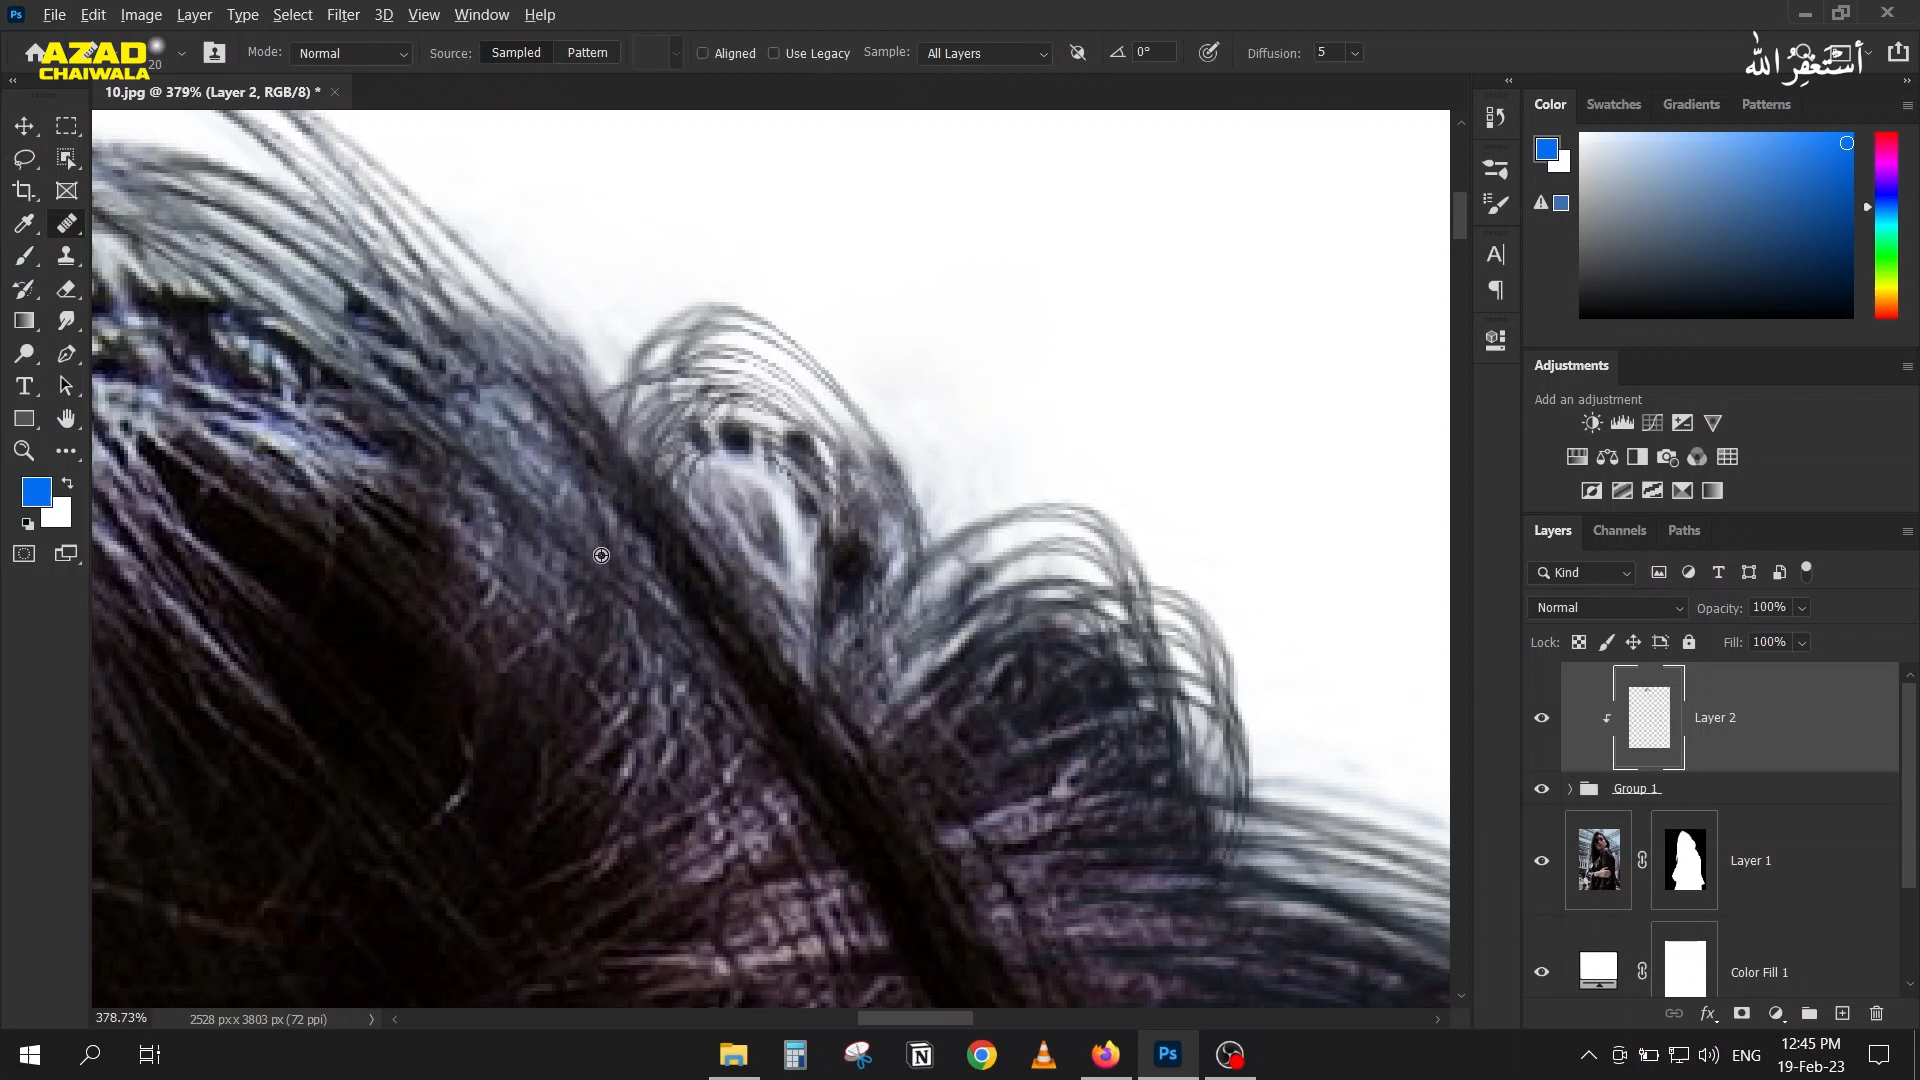 Ps File Edit Image Layer Type Select Filter 3D View Window Help
AZAD
CHAIWALA
20
Mode: Normal Source: Sampled Pattern Aligned Use Legacy Sample: All Layers 0° Diffusion: 5
أستغفر الله
10.jpg @ 379% (Layer 2, RGB/8) *
Color Swatches Gradients Patterns
Adjustments
Add an adjustment
Layers Channels Paths
Kind
Normal Opacity: 100%
Lock: Fill: 100%
Layer 2
Group 1
Layer 1
Color Fill 1
378.73% 2528 px x 3803 px (72 ppi)
Ps
ENG
12:45 PM
19-Feb-23